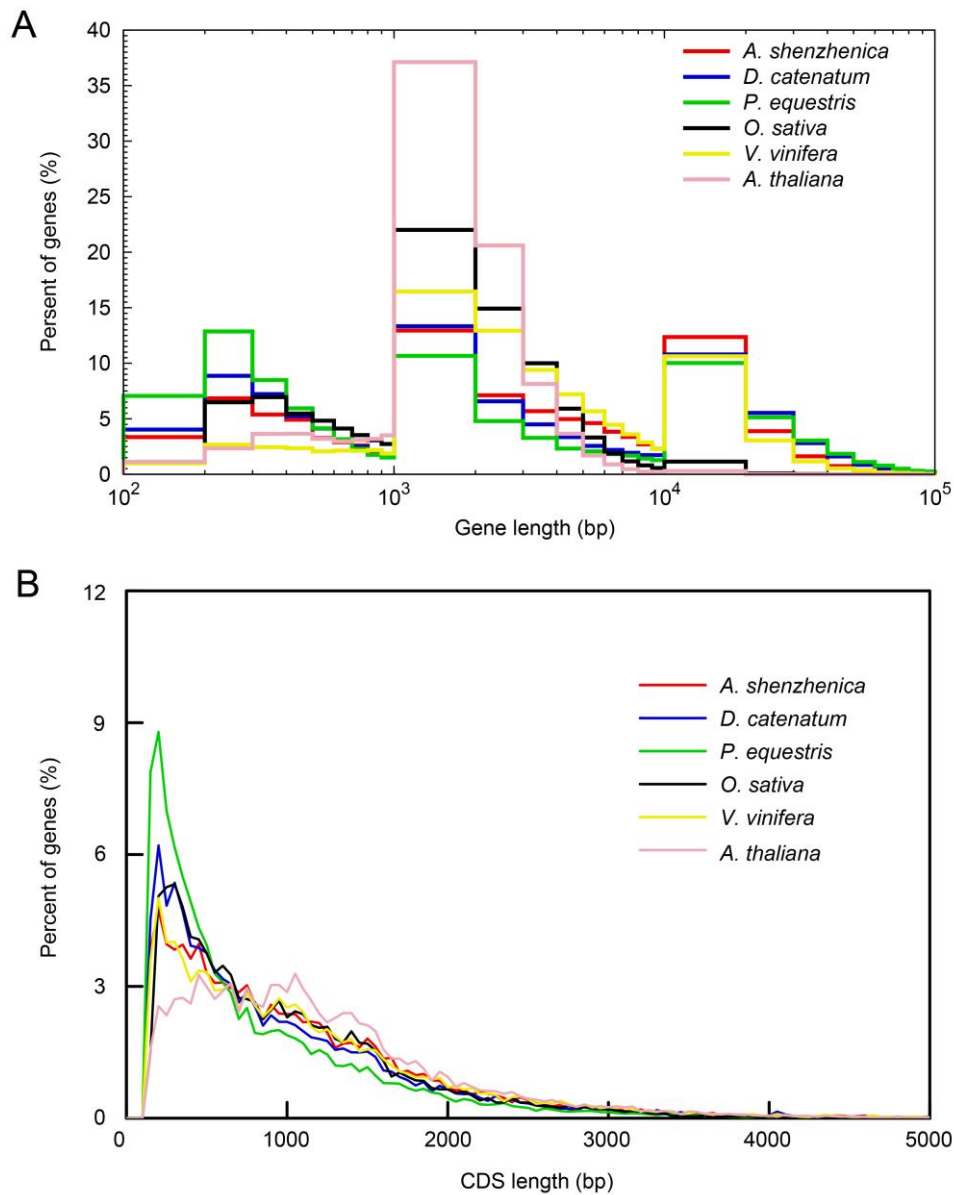 A
Persent of genes (%)
40
35
30
25
20
15
10
5
0
A. shenzhenica
D. catenatum
P. equestris
O. sativa
V. vinifera
A. thaliana
10^2
10^3
10^4
10^5
Gene length (bp)
B
Percent of genes (%)
12
9
6
3
0
A. shenzhenica
D. catenatum
P. equestris
O. sativa
V. vinifera
A. thaliana
0
1000
2000
3000
4000
5000
CDS length (bp)